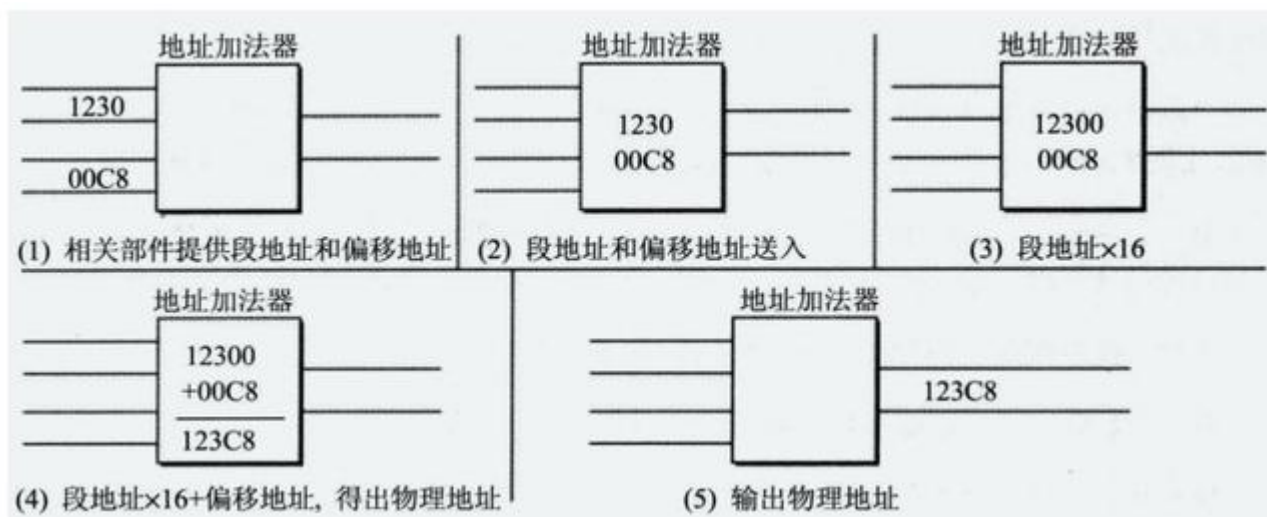 地址加法器
1230
00C8
(1) 相关部件提供段地址和偏移地址
地址加法器
1230
00C8
(2) 段地址和偏移地址送入
地址加法器
12300
00C8
(3) 段地址×16
地址加法器
12300
+00C8
123C8
(4) 段地址×16+偏移地址, 得出物理地址
地址加法器
123C8
(5) 输出物理地址